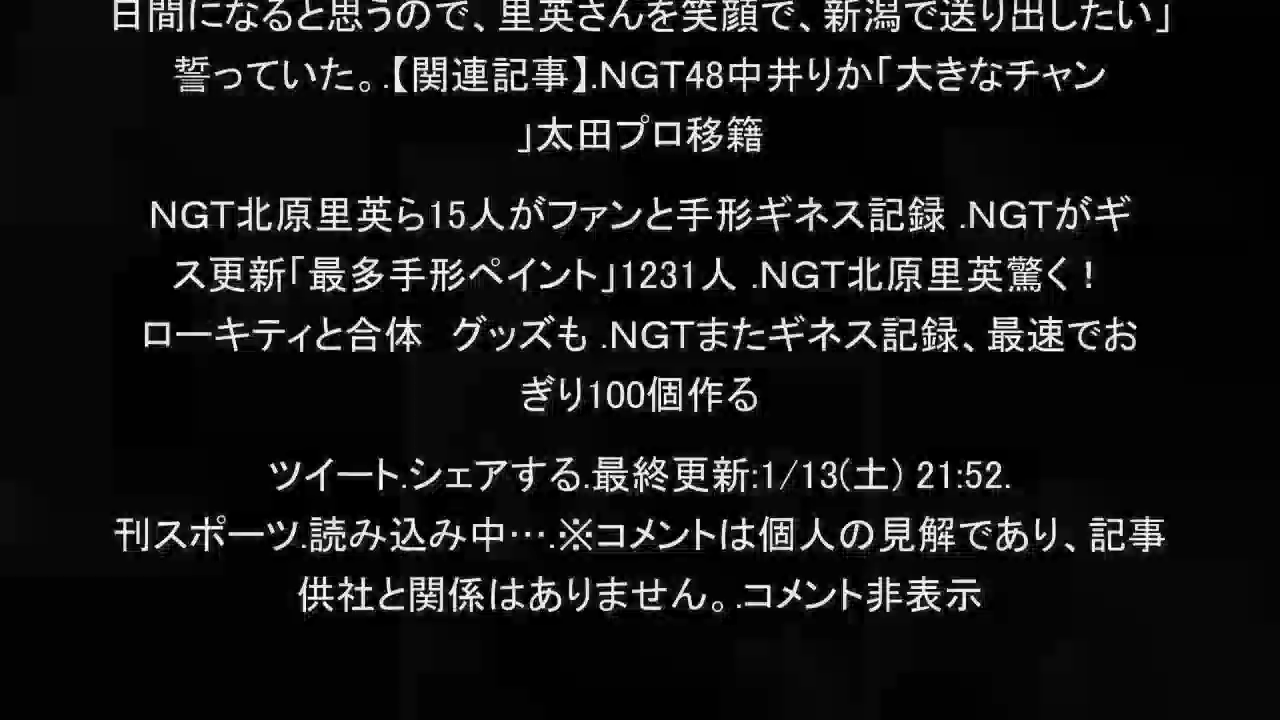 日間になると思うので、里英さんを笑顔で、新潟で送り出したい」
誓っていた。.【関連記事】.NGT48中井りか「大きなチャン
」太田プロ移籍
NGT北原里英ら15人がファンと手形ギネス記録 .NGTがギ
ス更新「最多手形ペイント」1231人 .NGT北原里英驚く!
ローキティと合体　グッズも .NGTまたギネス記録、最速でお
ぎり100個作る
ツイート.シェアする.最終更新:1/13(土) 21:52.
刊スポーツ.読み込み中….※コメントは個人の見解であり、記事
供社と関係はありません。.コメント非表示